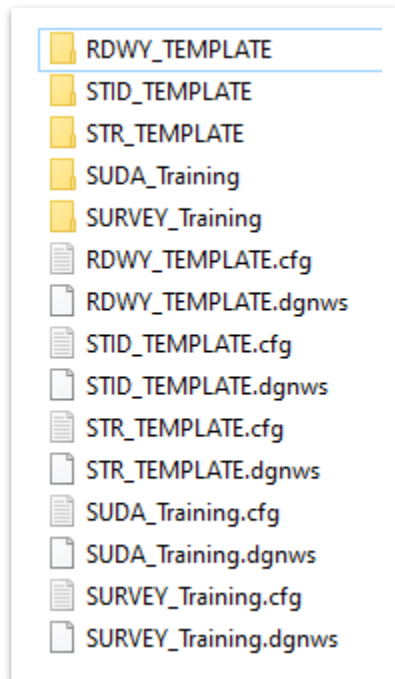 RDWY_TEMPLATE
STID_TEMPLATE
STR_TEMPLATE
SUDA_Training
SURVEY_Training
RDWY_TEMPLATE.cfg
RDWY_TEMPLATE.dgnws
STID_TEMPLATE.cfg
STID_TEMPLATE.dgnws
STR_TEMPLATE.cfg
STR_TEMPLATE.dgnws
SUDA_Training.cfg
SUDA_Training.dgnws
SURVEY_Training.cfg
SURVEY_Training.dgnws